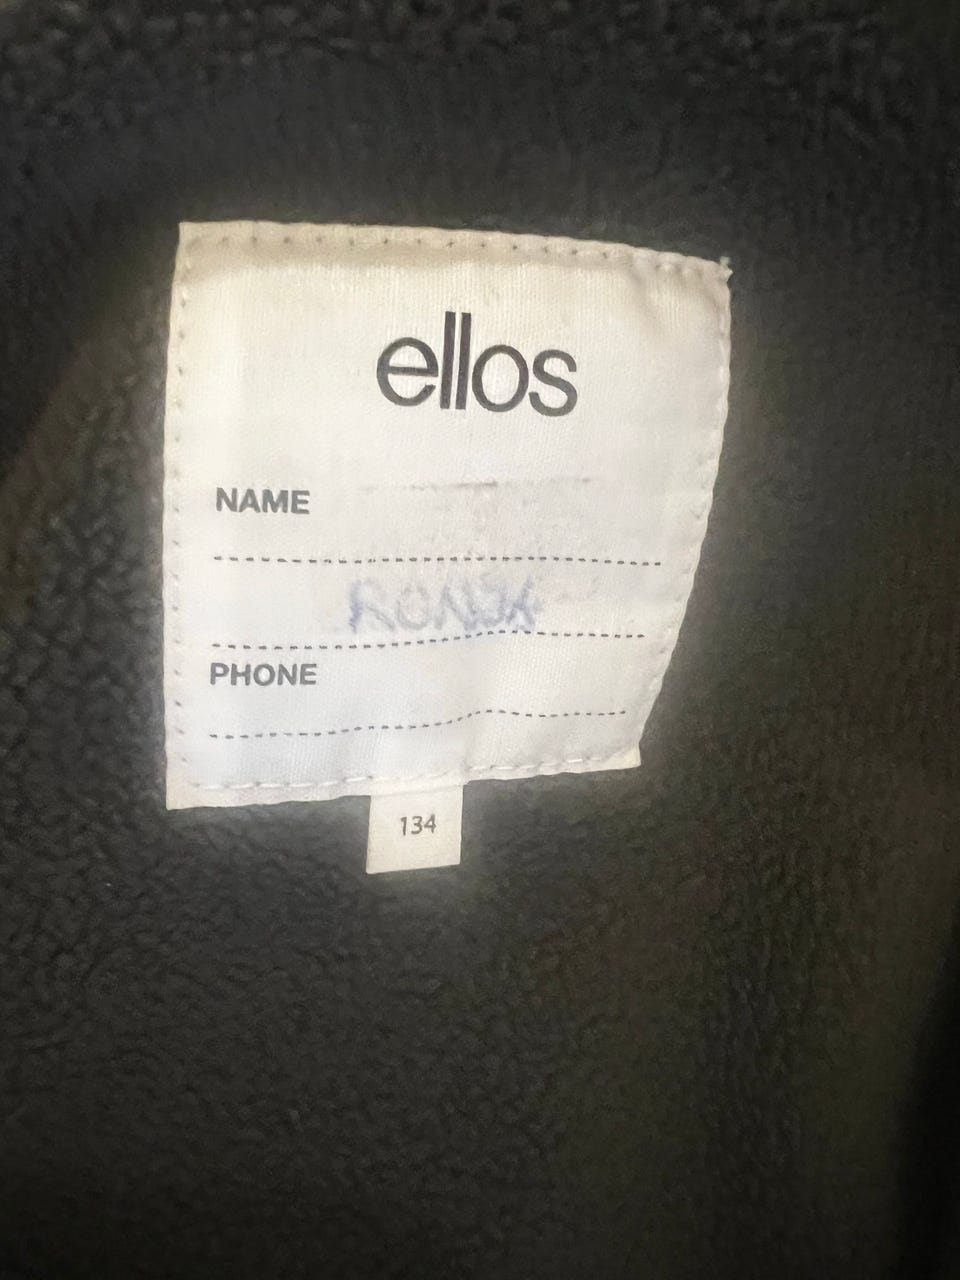 ellos
NAME
RONJA
PHONE
134